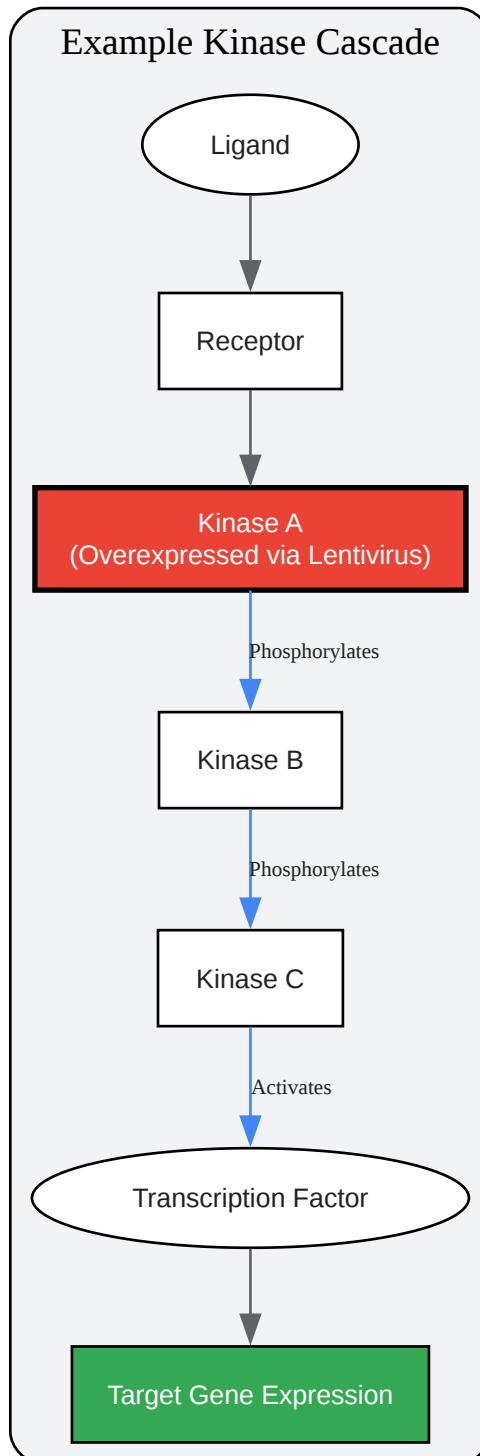 Example Kinase Cascade
Ligand
Receptor
Kinase A
(Overexpressed via Lentivirus)
Phosphorylates
Kinase B
Phosphorylates
Kinase C
Activates
Transcription Factor
Target Gene Expression